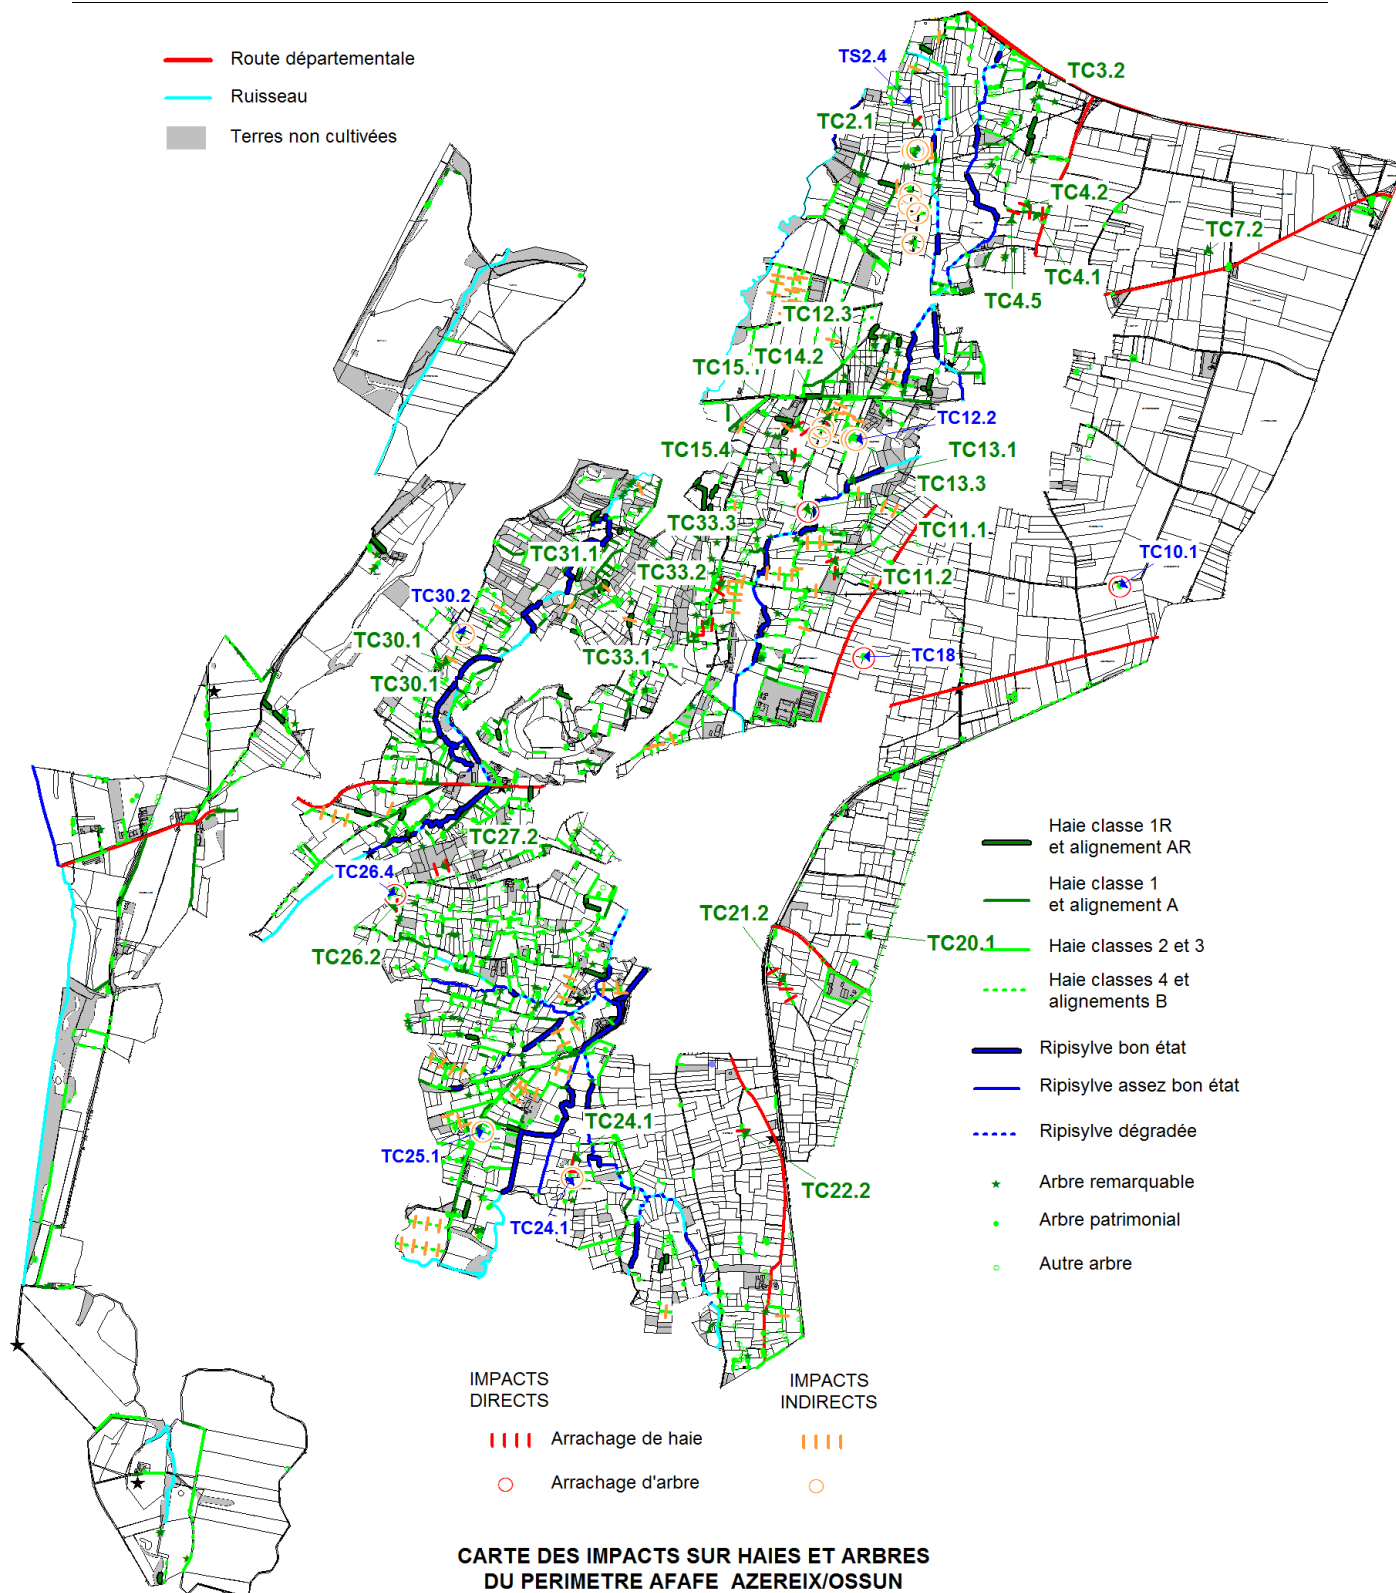 Route départementale
Ruisseau
Terres non cultivées
TS2.4
TC3.2
TC2.1
TC4.2
TC7.2
TC4.1
TC4.5
TC12.3
TC14.2
TC15.
TC12.2
TC15.4
TC13.1
TC13.3
TC33.3
TC11.1
TC31.1
TC33.2
TC11.2
TC10.1
TC30.2
TC30.1
TC33.1
TC18
TC30.1
TC27.2
TC26.4
TC21.2
TC20.1
TC26.2
TC24.1
TC25.1
TC22.2
TC24.1
Haie classe 1R
et alignement AR
Haie classe 1
et alignement A
Haie classes 2 et 3
Haie classes 4 et
alignements B
Ripisylve bon état
Ripisylve assez bon état
Ripisylve dégradée
Arbre remarquable
Arbre patrimonial
Autre arbre
IMPACTS
DIRECTS
IMPACTS
INDIRECTS
Arrachage de haie
Arrachage d'arbre
CARTE DES IMPACTS SUR HAIES ET ARBRES
DU PERIMETRE AFAFE AZEREIX/OSSUN